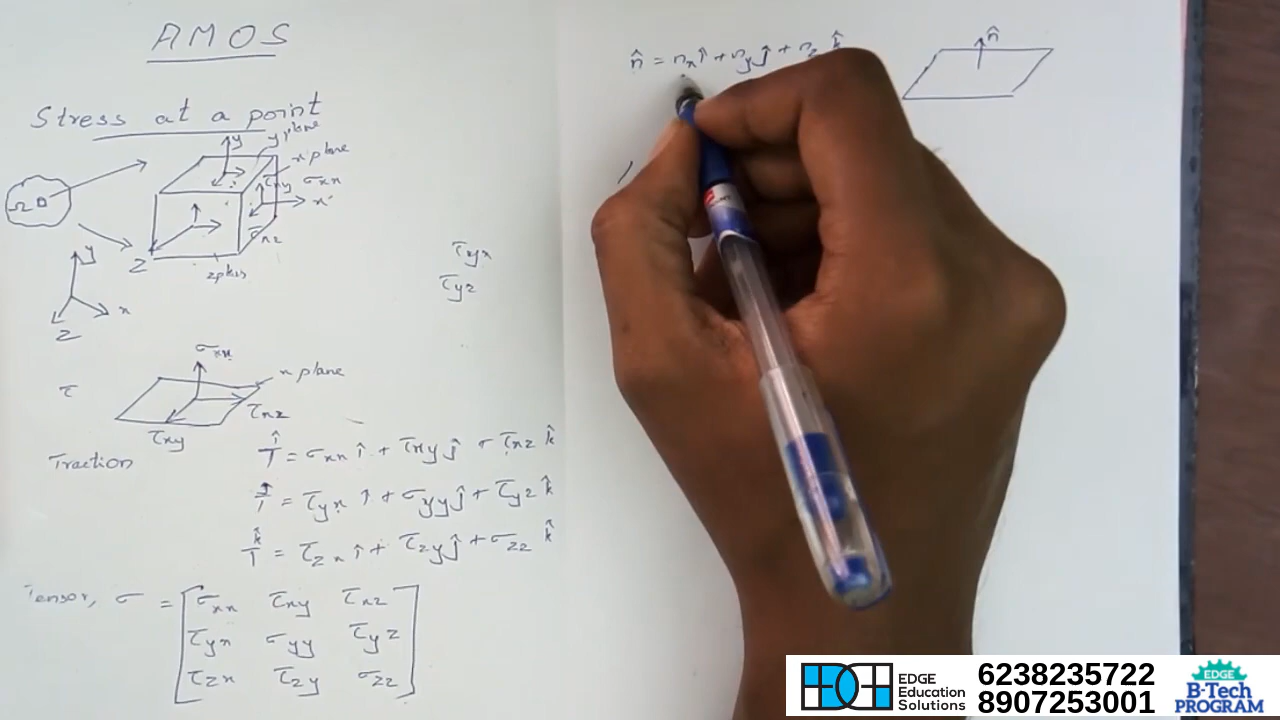 AMOS
Stress at a point
y
y plane
x plane
τxy σxx
x
τxz
Z
z plane
y
x
Z
τyx
τyz
σxx
x plane
τ
τxz
τxy
Traction
T^î = σxx î + τxy ĵ + τxz k̂
T^ĵ = τyx î + σyy ĵ + τyz k̂
T^k̂ = τzx î + τzy ĵ + σzz k̂
Tensor, σ = [σxx τxy τxz
τyx σyy τyz
τzx τzy σzz]
n̂ = nx î + ny ĵ + nz k̂
n̂
EDGE
Education
Solutions
6238235722
8907253001
EDGE
B-Tech
PROGRAM